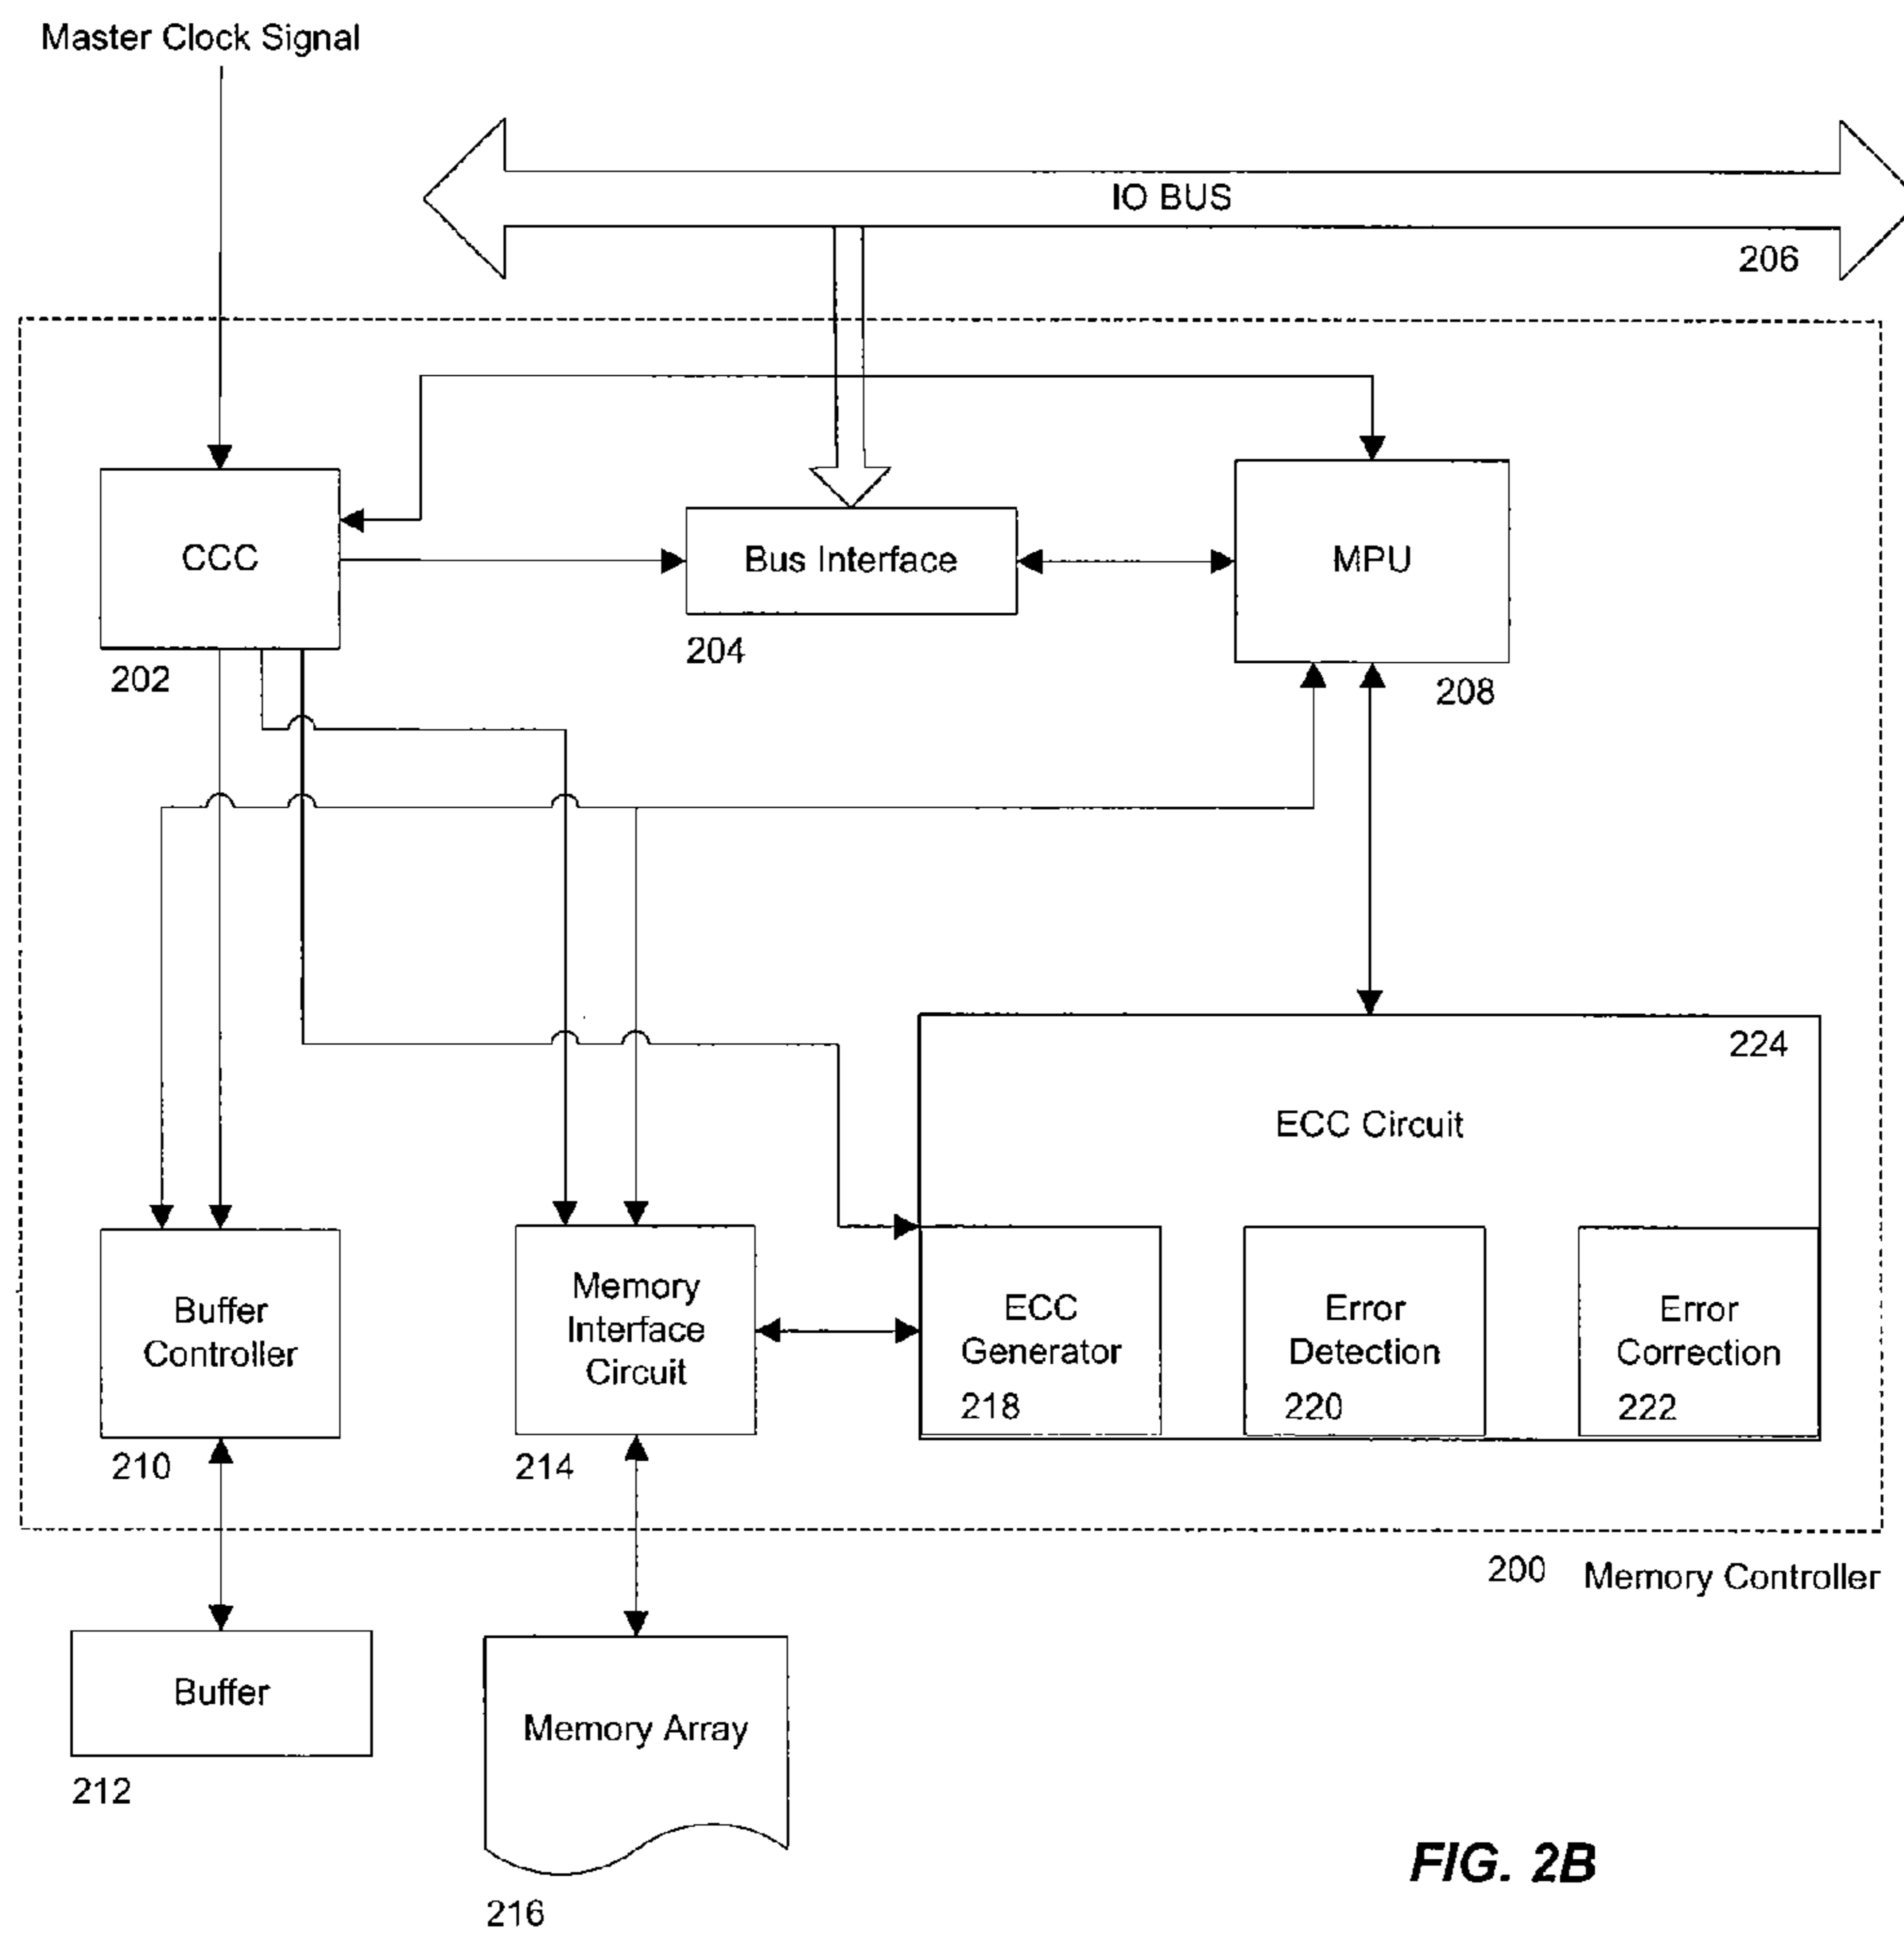 Master Clock Signal
IO BUS
206
CCC
202
Bus Interface
204
MPU
208
224
ECC Circuit
Buffer
Controller
210
Memory
Interface
Circuit
214
ECC
Generator
218
Error
Detection
220
Error
Correction
222
200 Memory Controller
Buffer
212
Memory Array
216
FIG. 2B